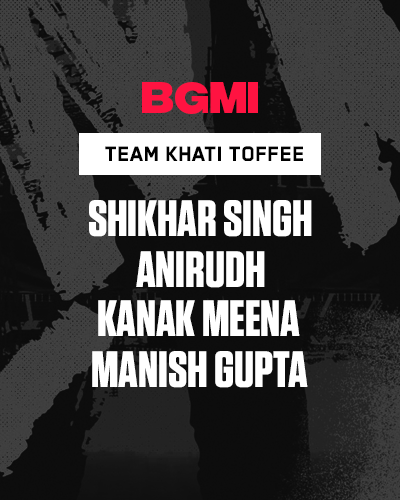 BGMI
TEAM KHATI TOFFEE
SHIKHAR SINGH
ANIRUDH
KANAK MEENA
MANISH GUPTA